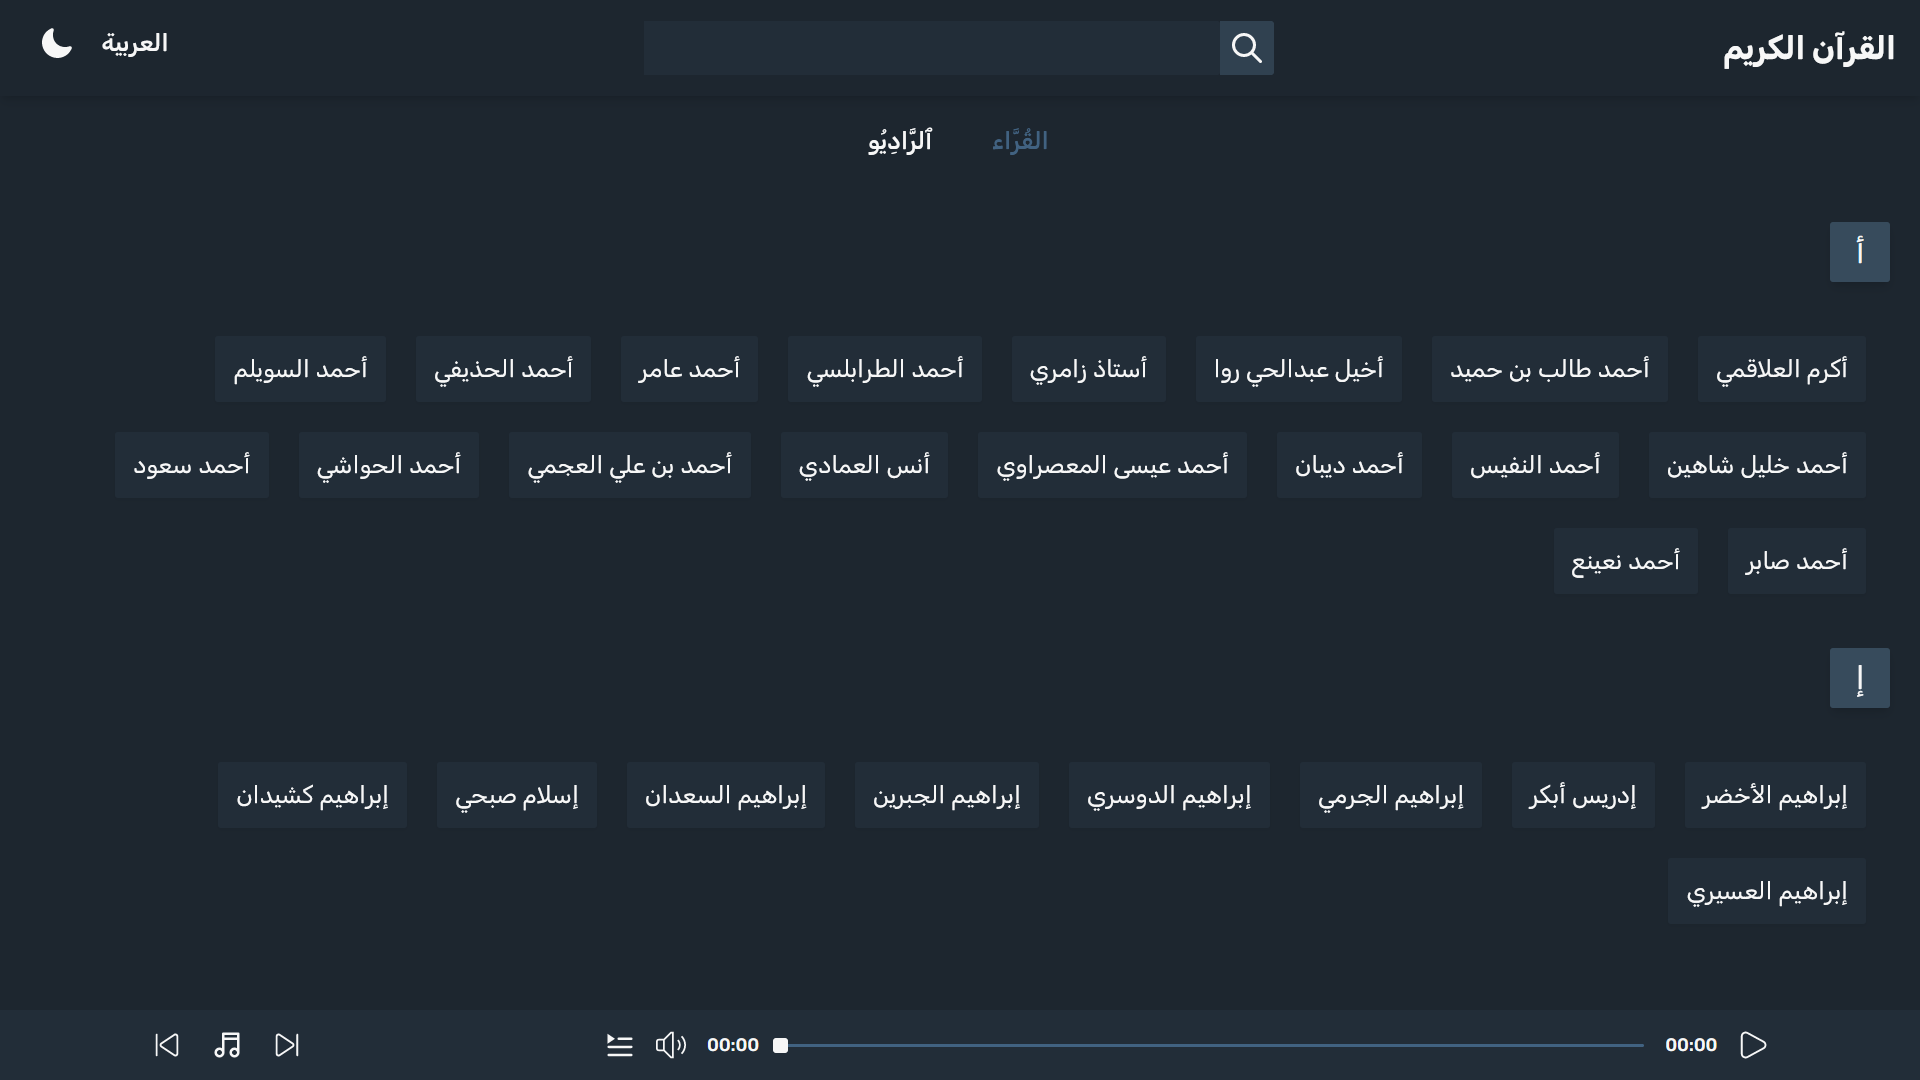 القرآن الكريم
العربية
القُرَّاء
ٱلرَّادِيُو
أ
أكرم العلاقمي
أحمد طالب بن حميد
أخيل عبدالحي روا
أستاذ زامري
أحمد الطرابلسي
أحمد عامر
أحمد الحذيفي
أحمد السويلم
أحمد خليل شاهين
أحمد النفيس
أحمد ديبان
أحمد عيسى المعصراوي
أنس العمادي
أحمد بن علي العجمي
أحمد الحواشي
أحمد سعود
أحمد صابر
أحمد نعينع
إ
إبراهيم الأخضر
إدريس أبكر
إبراهيم الجرمي
إبراهيم الدوسري
إبراهيم الجبرين
إبراهيم السعدان
إسلام صبحي
إبراهيم كشيدان
إبراهيم العسيري
00:00
00:00